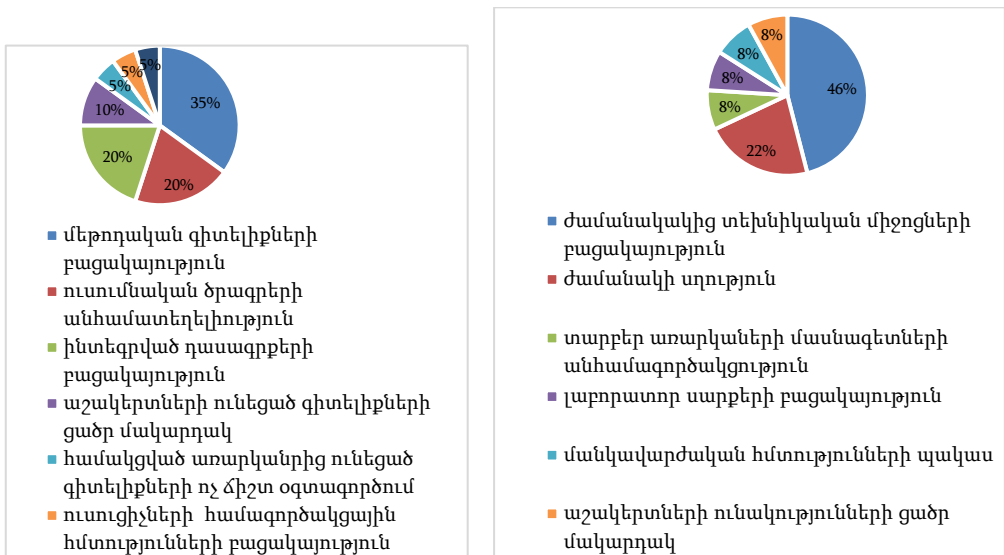 35%
20%
20%
10%
5%
5%
5%
մեթոդական գիտելիքների
բացակայություն
ուսումնական ծրագրերի
անհամատեղելիություն
ինտեգրված դասագրքերի
բացակայություն
աշակերտների ունեցած գիտելիքների
ցածր մակարդակ
համակցված առարկանրից ունեցած
գիտելիքների ոչ ճիշտ օգտագործում
ուսուցիչների համագործակցային
հմտությունների բացակայություն
46%
22%
8%
8%
8%
8%
ժամանակակից տեխնիկական միջոցների
բացակայություն
ժամանակի սղություն
տարբեր առարկաների մասնագետների
անհամագործակցություն
լաբորատոր սարքերի բացակայություն
մանկավարժական հմտությունների պակաս
աշակերտների ունակությունների ցածր
մակարդակ